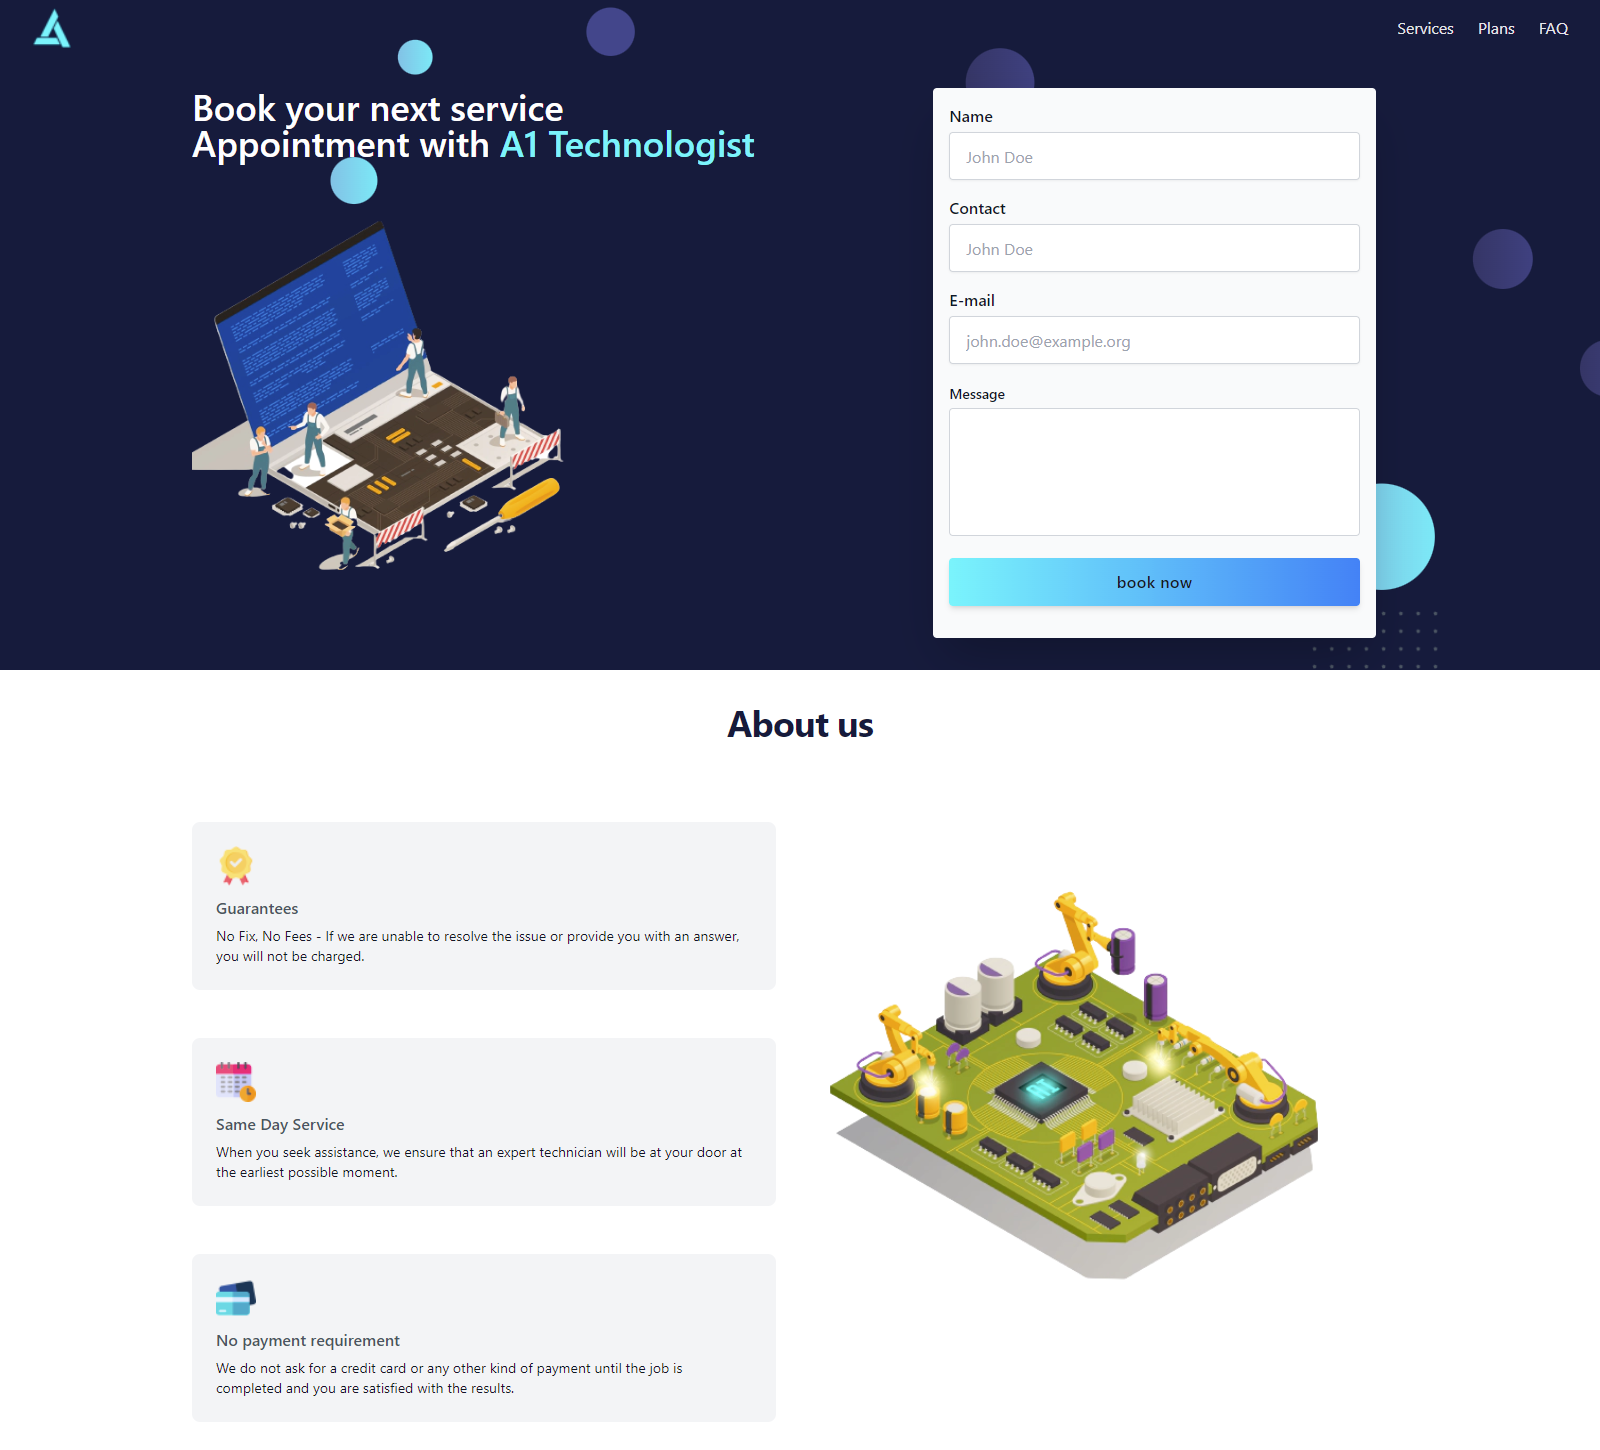 Services Plans FAQ
Book your next service
Appointment with A1 Technologist
Name
John Doe
Contact
John Doe
E-mail
john.doe@example.org
Message
book now
About us
Guarantees
No Fix, No Fees - If we are unable to resolve the issue or provide you with an answer,
you will not be charged.
Same Day Service
When you seek assistance, we ensure that an expert technician will be at your door at
the earliest possible moment.
No payment requirement
We do not ask for a credit card or any other kind of payment until the job is
completed and you are satisfied with the results.
AI